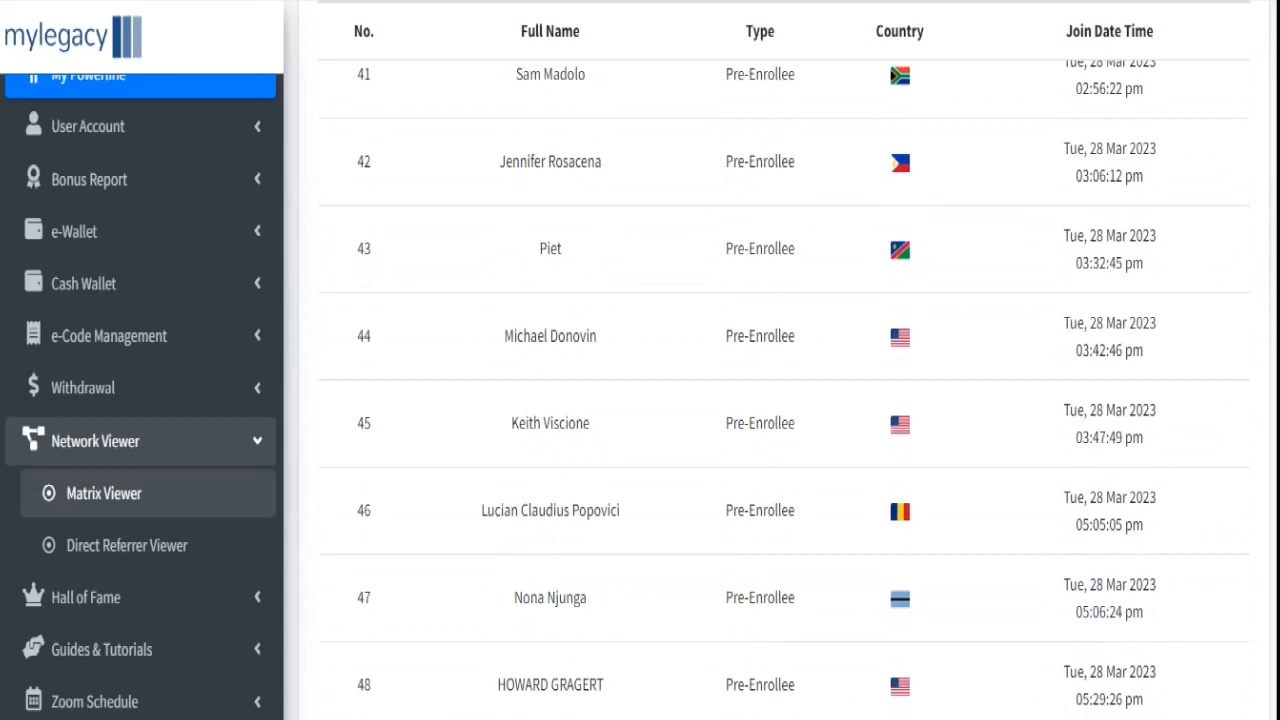 mylegacy
My Powerline
User Account
Bonus Report
e-Wallet
Cash Wallet
e-Code Management
Withdrawal
Network Viewer
Matrix Viewer
Direct Referrer Viewer
Hall of Fame
Guides & Tutorials
Zoom Schedule
No. Full Name Type Country Join Date Time
41 Sam Madolo Pre-Enrollee Tue, 28 Mar 2023
02:56:22 pm
42 Jennifer Rosacena Pre-Enrollee Tue, 28 Mar 2023
03:06:12 pm
43 Piet Pre-Enrollee Tue, 28 Mar 2023
03:32:45 pm
44 Michael Donovin Pre-Enrollee Tue, 28 Mar 2023
03:42:46 pm
45 Keith Viscione Pre-Enrollee Tue, 28 Mar 2023
03:47:49 pm
46 Lucian Claudius Popovici Pre-Enrollee Tue, 28 Mar 2023
05:05:05 pm
47 Nona Njunga Pre-Enrollee Tue, 28 Mar 2023
05:06:24 pm
48 HOWARD GRAGERT Pre-Enrollee Tue, 28 Mar 2023
05:29:26 pm